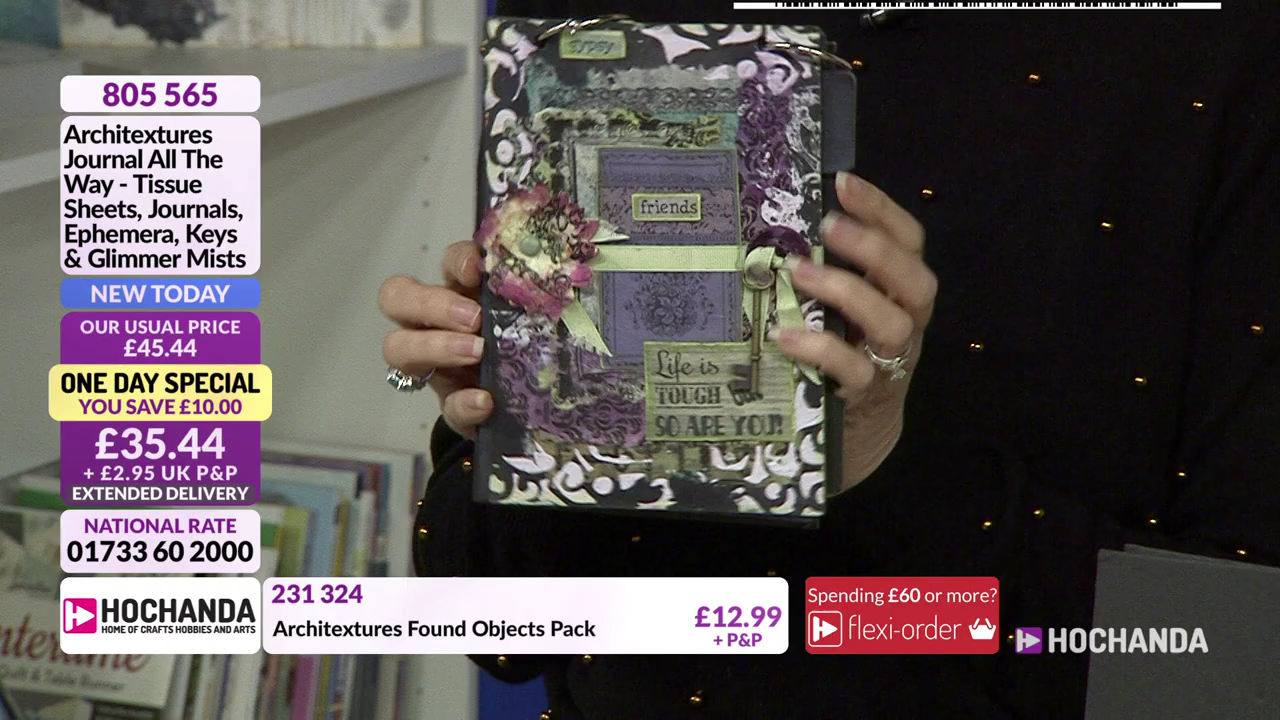 805 565
Architextures
Journal All The
Way - Tissue
Sheets, Journals,
Ephemera, Keys
& Glimmer Mists
NEW TODAY
OUR USUAL PRICE
£45.44
ONE DAY SPECIAL
YOU SAVE £10.00
£35.44
+ £2.95 UK P&P
EXTENDED DELIVERY
NATIONAL RATE
01733 60 2000
HOCHANDA
HOME OF CRAFTS HOBBIES AND ARTS
231 324
Architextures Found Objects Pack
£12.99
+ P&P
Spending £60 or more?
flexi-order
HOCHANDA
gypsy
friends
Life is
TOUGH
SO ARE YOU!
& Table Runner